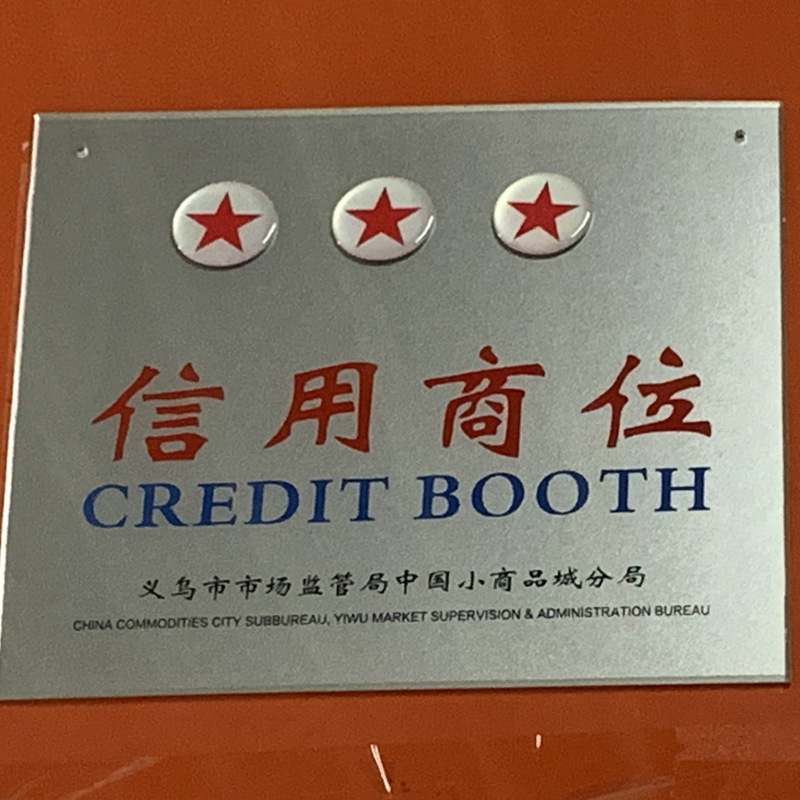 信用商位
CREDIT BOOTH
义乌市市场监管局中国小商品城分局
CHINA COMMODITIES CITY SUBBUREAU, YIWU MARKET SUPERVISION & ADMINISTRATION BUREAU